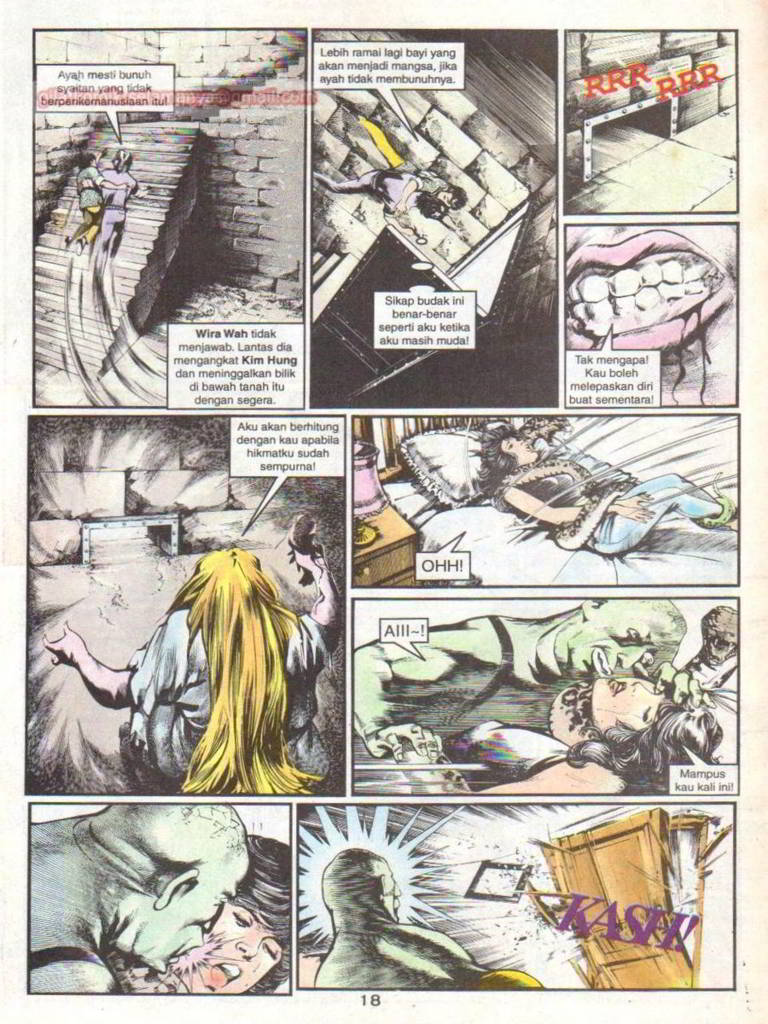 Ayah mesti bunuh
syaitan yang tidak
berperikemanusiaan itu!
Wira Wah tidak
menjawab. Lantas dia
mengangkat Kim Hung
dan meninggalkan bilik
di bawah tanah itu
dengan segera.
Lebih ramai lagi bayi yang
akan menjadi mangsa, jika
ayah tidak membunuhnya.
Sikap budak ini
benar-benar
seperti aku ketika
aku masih muda!
RRR RRR
Tak mengapa!
Kau boleh
melepaskan diri
buat sementara!
Aku akan berhitung
dengan kau apabila
hikmatku sudah
sempurna!
OHH!
AIII~!
Mampus
kau kali ini!
KASH!
18